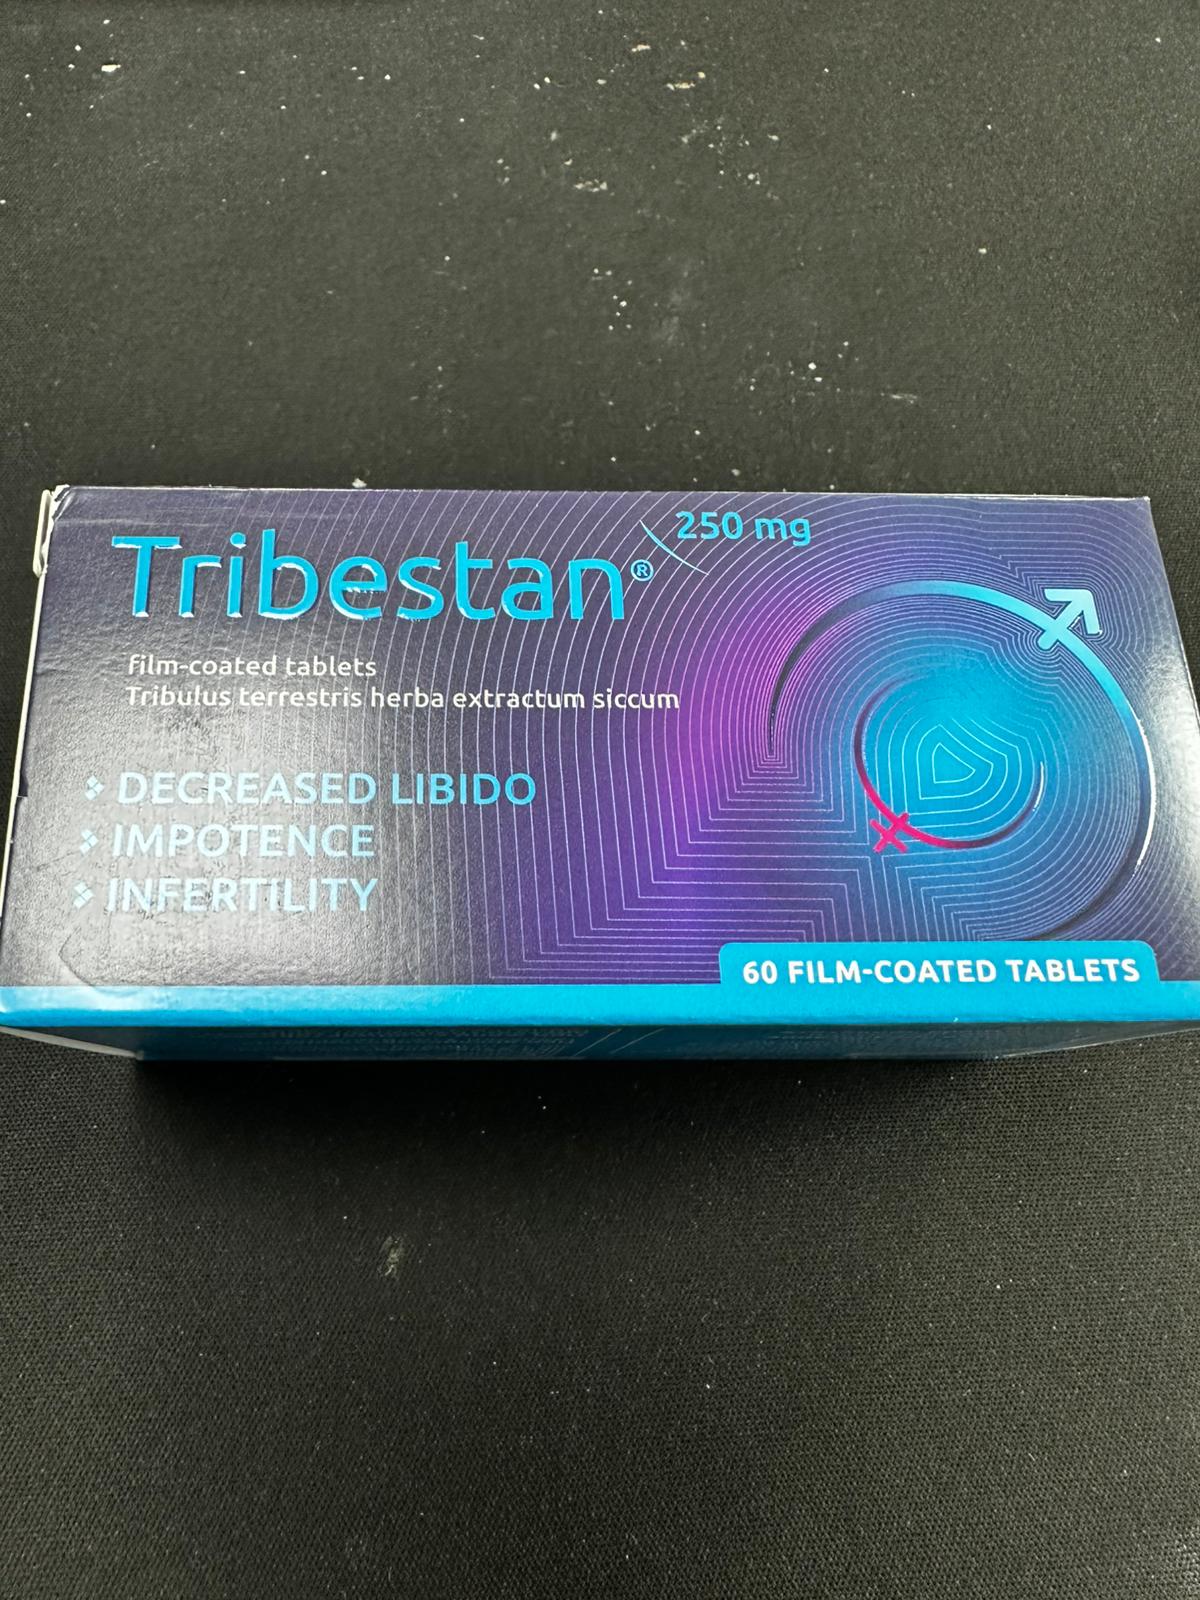 Tribestan® 250 mg
film-coated tablets
Tribulus terrestris herba extractum siccum
DECREASED LIBIDO
IMPOTENCE
INFERTILITY
60 FILM-COATED TABLETS